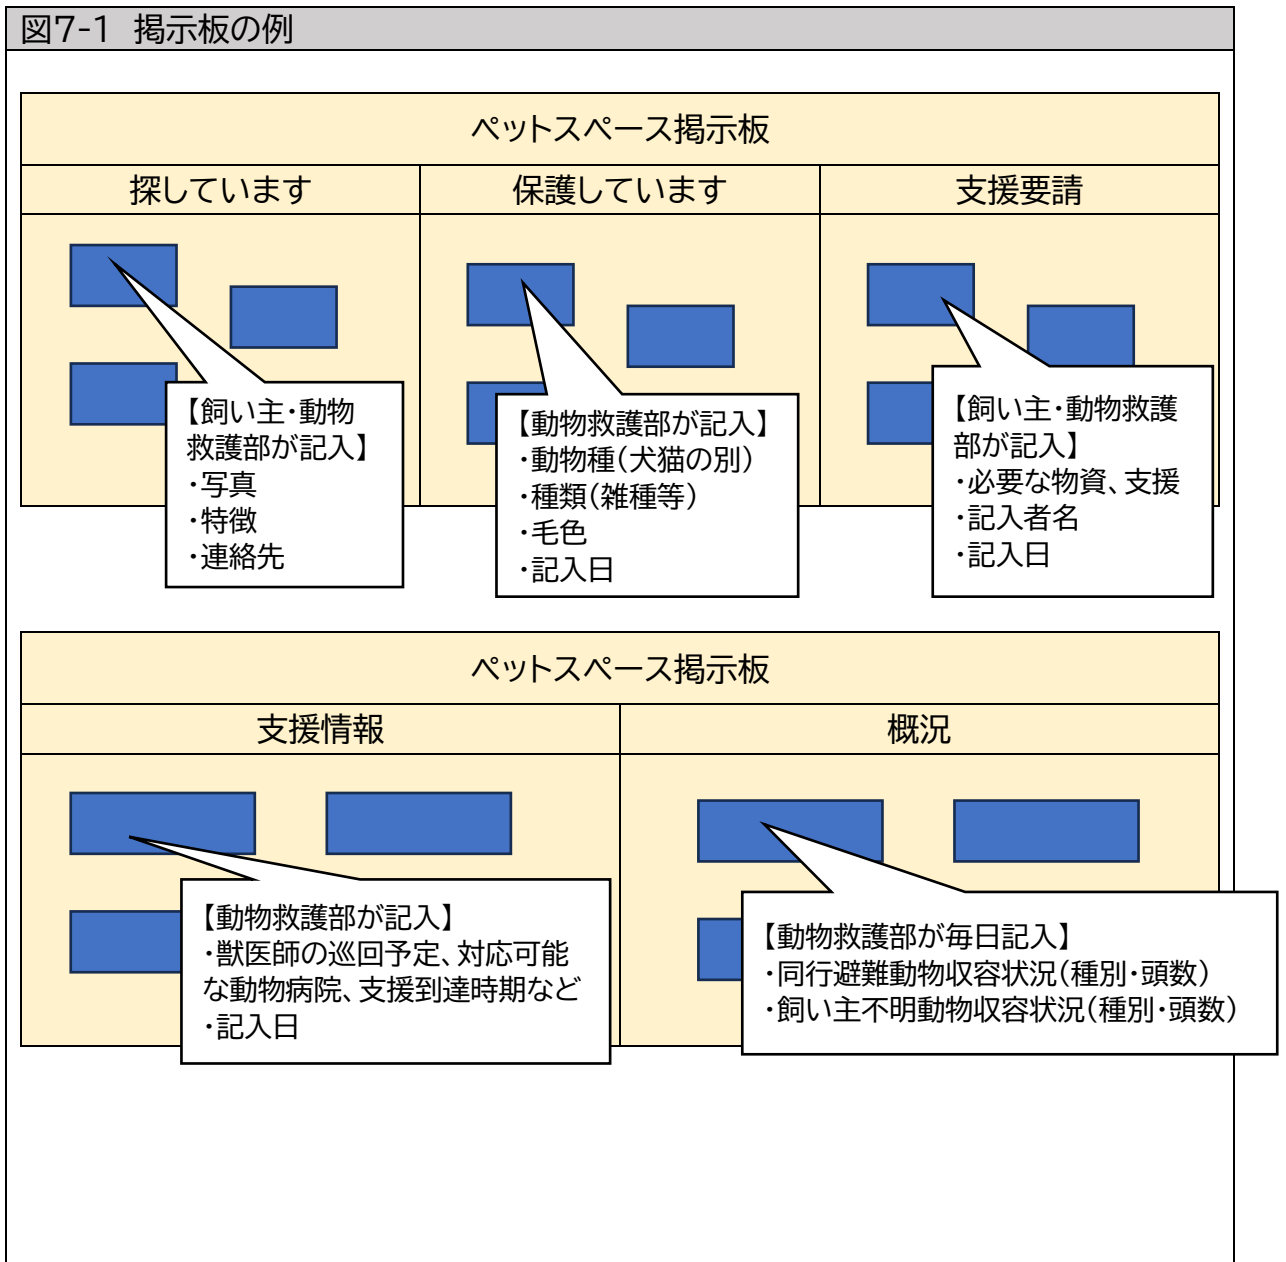 図7-1 掲示板の例
ペットスペース掲示板
探しています
保護しています
支援要請
【飼い主・動物
救護部が記入】
・写真
・特徴
・連絡先
【動物救護部が記入】
・動物種(犬猫の別)
・種類(雑種等)
・毛色
・記入日
【飼い主・動物救護
部が記入】
・必要な物資、支援
・記入者名
・記入日
ペットスペース掲示板
支援情報
概況
【動物救護部が記入】
・獣医師の巡回予定、対応可能
な動物病院、支援到達時期など
・記入日
【動物救護部が毎日記入】
・同行避難動物収容状況(種別・頭数)
・飼い主不明動物収容状況(種別・頭数)